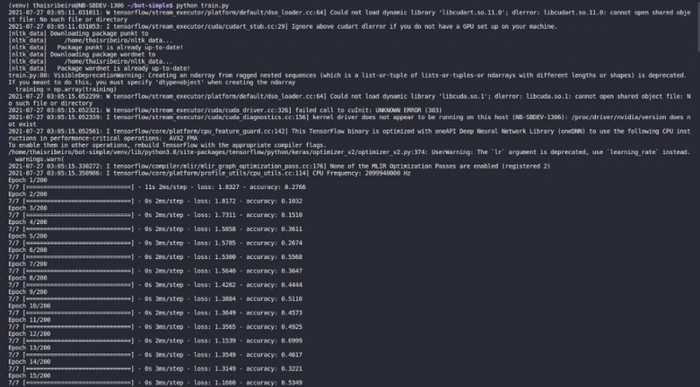 (venv) thaisribeiro@NB-SBDEV-1306 ~/bot-simple$ python train.py
2021-07-27 03:05:11.031011: W tensorflow/stream_executor/platform/default/dso_loader.cc:64] Could not load dynamic library 'libcudart.so.11.0'; dlerror: libcudart.so.11.0: cannot open shared obj
ect file: No such file or directory
2021-07-27 03:05:11.031053: I tensorflow/stream_executor/cuda/cudart_stub.cc:29] Ignore above cudart dlerror if you do not have a GPU set up on your machine.
[nltk_data] Downloading package punkt to
[nltk_data]     /home/thaisribeiro/nltk_data...
[nltk_data]   Package punkt is already up-to-date!
[nltk_data] Downloading package wordnet to
[nltk_data]     /home/thaisribeiro/nltk_data...
[nltk_data]   Package wordnet is already up-to-date!
train.py:80: VisibleDeprecationWarning: Creating an ndarray from ragged nested sequences (which is a list-or-tuple of lists-or-tuples-or ndarrays with different lengths or shapes) is deprecated.
If you meant to do this, you must specify 'dtype=object' when creating the ndarray
  training = np.array(training)
2021-07-27 03:05:15.052299: W tensorflow/stream_executor/platform/default/dso_loader.cc:64] Could not load dynamic library 'libcuda.so.1'; dlerror: libcuda.so.1: cannot open shared object file: N
o such file or directory
2021-07-27 03:05:15.052321: W tensorflow/stream_executor/cuda/cuda_driver.cc:326] failed call to cuInit: UNKNOWN ERROR (303)
2021-07-27 03:05:15.052339: I tensorflow/stream_executor/cuda/cuda_diagnostics.cc:156] kernel driver does not appear to be running on this host (NB-SBDEV-1306): /proc/driver/nvidia/version does n
ot exist
2021-07-27 03:05:15.052561: I tensorflow/core/platform/cpu_feature_guard.cc:142] This TensorFlow binary is optimized with oneAPI Deep Neural Network Library (oneDNN) to use the following CPU inst
ructions in performance-critical operations:  AVX2 FMA
To enable them in other operations, rebuild TensorFlow with the appropriate compiler flags.
/home/thaisribeiro/bot-simple/venv/lib/python3.8/site-packages/tensorflow/python/keras/optimizer_v2/optimizer_v2.py:374: UserWarning: The `lr` argument is deprecated, use `learning_rate` instead.
  warnings.warn(
2021-07-27 03:05:15.330272: I tensorflow/compiler/mlir/mlir_graph_optimization_pass.cc:176] None of the MLIR Optimization Passes are enabled (registered 2)
2021-07-27 03:05:15.350986: I tensorflow/core/platform/profile_utils/cpu_utils.cc:114] CPU Frequency: 2099940000 Hz
Epoch 1/200
7/7 [==============================] - 11s 2ms/step - loss: 1.8327 - accuracy: 0.2766
Epoch 2/200
7/7 [==============================] - 0s 2ms/step - loss: 1.8172 - accuracy: 0.1032
Epoch 3/200
7/7 [==============================] - 0s 2ms/step - loss: 1.7311 - accuracy: 0.1510
Epoch 4/200
7/7 [==============================] - 0s 2ms/step - loss: 1.5858 - accuracy: 0.3611
Epoch 5/200
7/7 [==============================] - 0s 3ms/step - loss: 1.5785 - accuracy: 0.2674
Epoch 6/200
7/7 [==============================] - 0s 2ms/step - loss: 1.5300 - accuracy: 0.5568
Epoch 7/200
7/7 [==============================] - 0s 2ms/step - loss: 1.5646 - accuracy: 0.3647
Epoch 8/200
7/7 [==============================] - 0s 3ms/step - loss: 1.4262 - accuracy: 0.4444
Epoch 9/200
7/7 [==============================] - 0s 3ms/step - loss: 1.3884 - accuracy: 0.5110
Epoch 10/200
7/7 [==============================] - 0s 2ms/step - loss: 1.3649 - accuracy: 0.4573
Epoch 11/200
7/7 [==============================] - 0s 3ms/step - loss: 1.3565 - accuracy: 0.4925
Epoch 12/200
7/7 [==============================] - 0s 2ms/step - loss: 1.1539 - accuracy: 0.6999
Epoch 13/200
7/7 [==============================] - 0s 2ms/step - loss: 1.3549 - accuracy: 0.4617
Epoch 14/200
7/7 [==============================] - 0s 3ms/step - loss: 1.3149 - accuracy: 0.3221
Epoch 15/200
7/7 [==============================] - 0s 3ms/step - loss: 1.1660 - accuracy: 0.5349